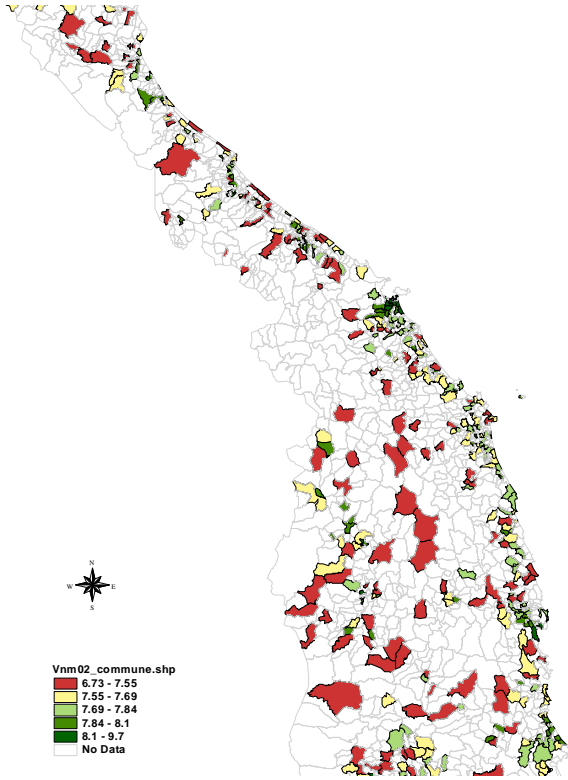 N
W E
S
Vnm02_commune.shp
6.73 - 7.55
7.55 - 7.69
7.69 - 7.84
7.84 - 8.1
8.1 - 9.7
No Data